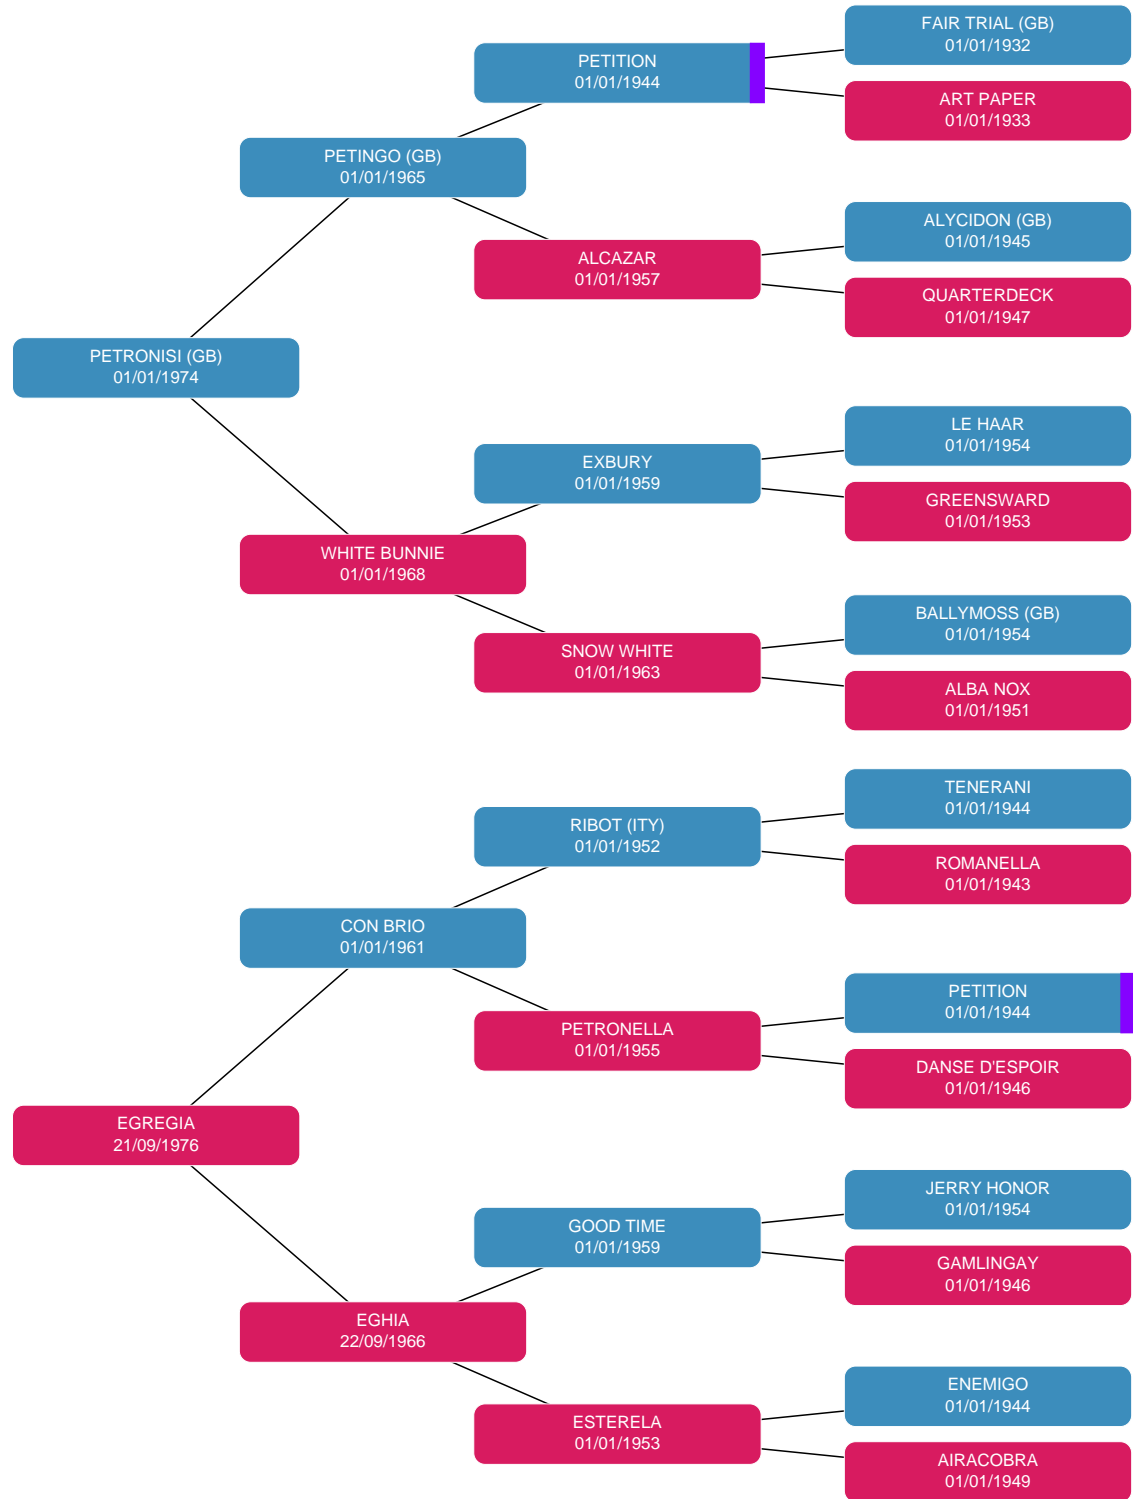 FAIR TRIAL (GB)
01/01/1932
PETITION
01/01/1944
ART PAPER
01/01/1933
PETINGO (GB)
01/01/1965
ALYCIDON (GB)
01/01/1945
ALCAZAR
01/01/1957
QUARTERDECK
01/01/1947
PETRONISI (GB)
01/01/1974
LE HAAR
01/01/1954
EXBURY
01/01/1959
GREENSWARD
01/01/1953
WHITE BUNNIE
01/01/1968
BALLYMOSS (GB)
01/01/1954
SNOW WHITE
01/01/1963
ALBA NOX
01/01/1951
TENERANI
01/01/1944
RIBOT (ITY)
01/01/1952
ROMANELLA
01/01/1943
CON BRIO
01/01/1961
PETITION
01/01/1944
PETRONELLA
01/01/1955
DANSE D'ESPOIR
01/01/1946
EGREGIA
21/09/1976
JERRY HONOR
01/01/1954
GOOD TIME
01/01/1959
GAMLINGAY
01/01/1946
EGHIA
22/09/1966
ENEMIGO
01/01/1944
ESTERELA
01/01/1953
AIRACOBRA
01/01/1949